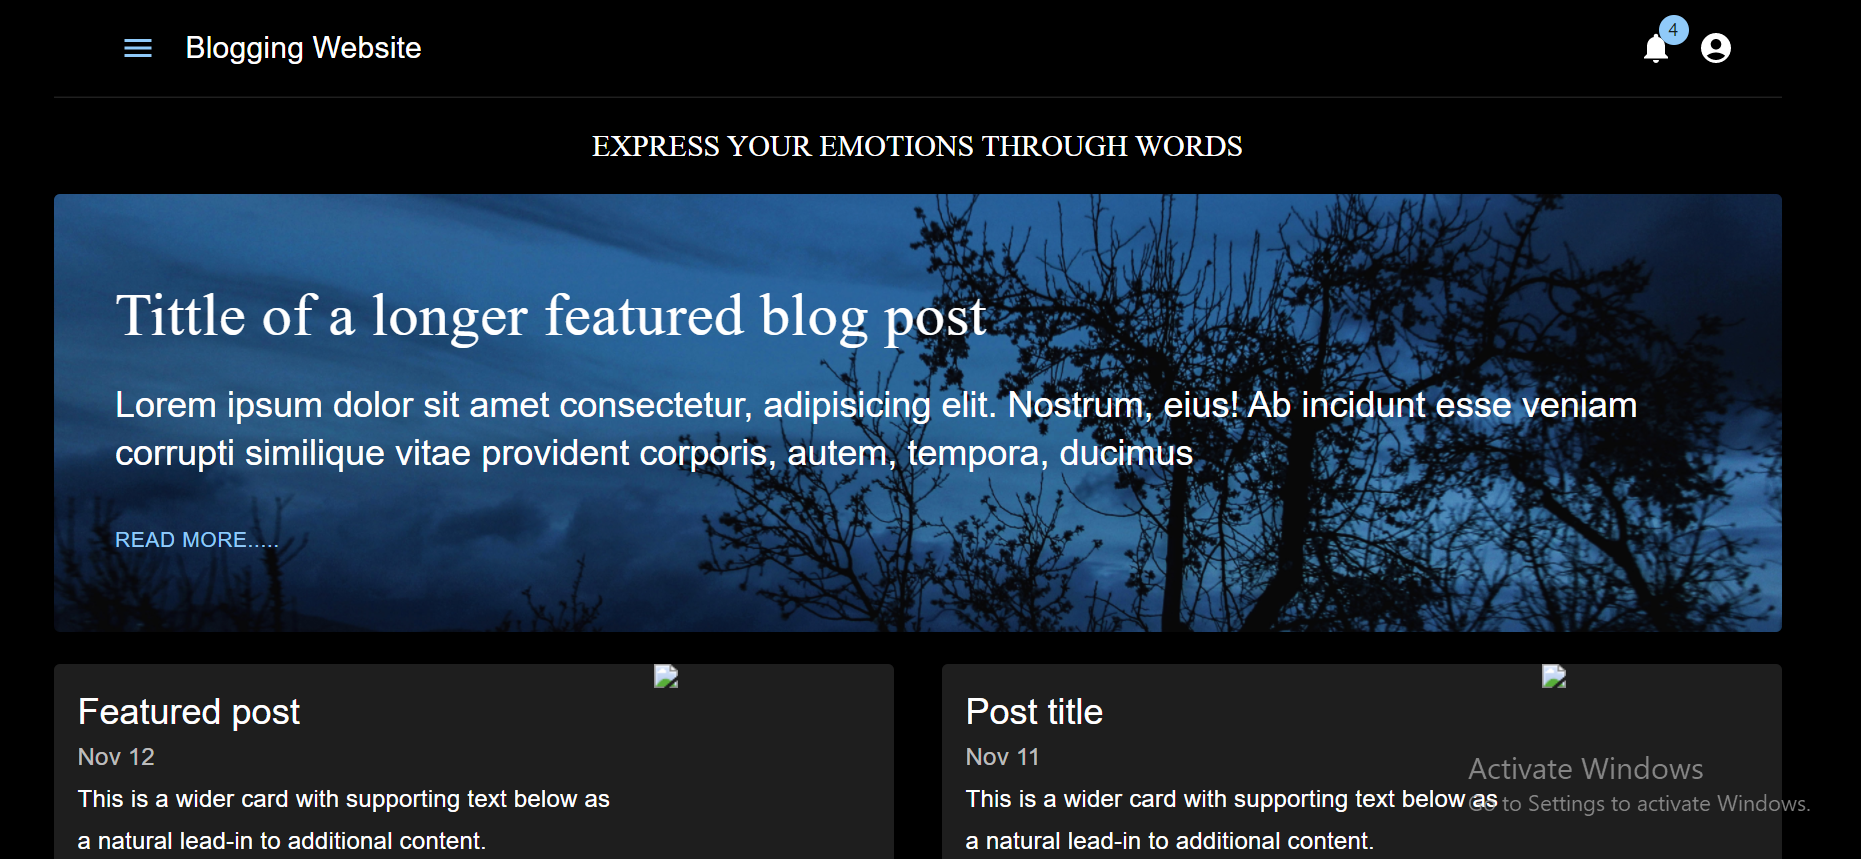 Blogging Website
4
EXPRESS YOUR EMOTIONS THROUGH WORDS
Tittle of a longer featured blog post
Lorem ipsum dolor sit amet consectetur, adipisicing elit. Nostrum, eius! Ab incidunt esse veniam
corrupti similique vitae provident corporis, autem, tempora, ducimus
READ MORE.....
Featured post
Nov 12
This is a wider card with supporting text below as
a natural lead-in to additional content.
Post title
Nov 11
This is a wider card with supporting text below as
a natural lead-in to additional content.
Activate Windows
Go to Settings to activate Windows.